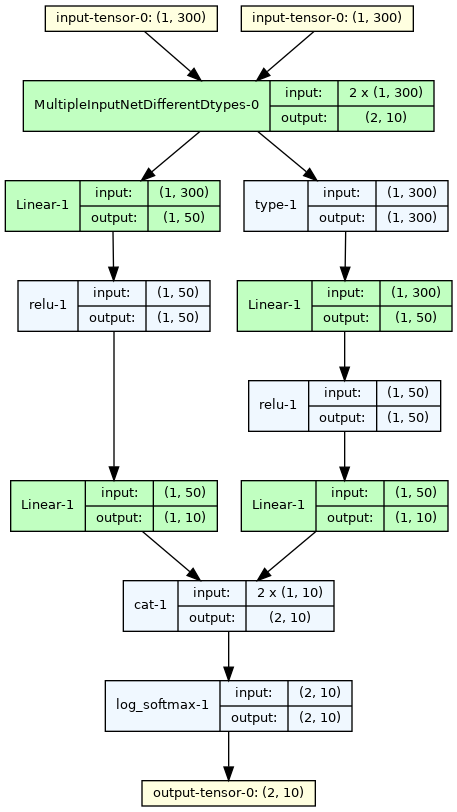 input-tensor-0: (1, 300)
input-tensor-0: (1, 300)
MultipleInputNetDifferentDtypes-0
input: 2 x (1, 300)
output: (2, 10)
Linear-1
input: (1, 300)
output: (1, 50)
type-1
input: (1, 300)
output: (1, 300)
relu-1
input: (1, 50)
output: (1, 50)
Linear-1
input: (1, 300)
output: (1, 50)
relu-1
input: (1, 50)
output: (1, 50)
Linear-1
input: (1, 50)
output: (1, 10)
Linear-1
input: (1, 50)
output: (1, 10)
cat-1
input: 2 x (1, 10)
output: (2, 10)
log_softmax-1
input: (2, 10)
output: (2, 10)
output-tensor-0: (2, 10)